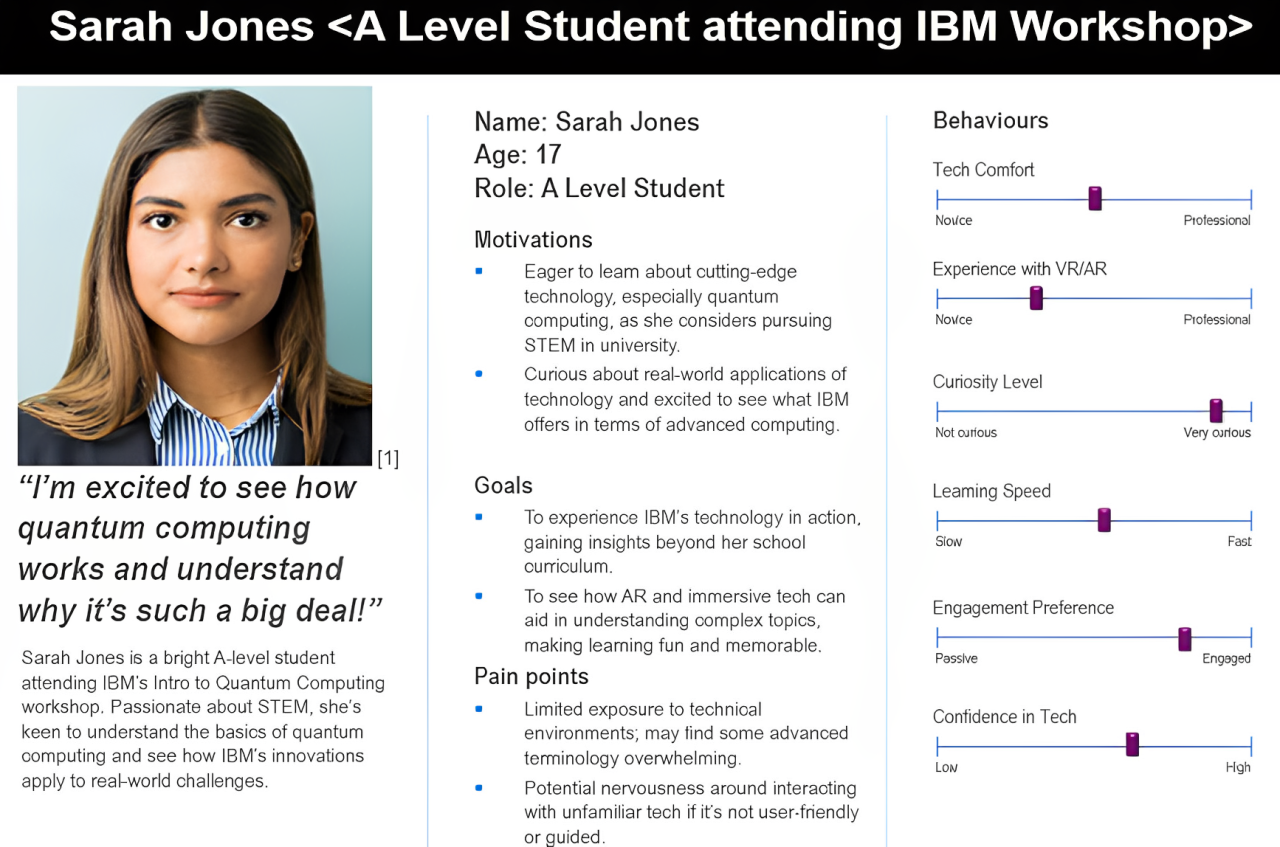 Sarah Jones <A Level Student attending IBM Workshop>
[1]
“I’m excited to see how
quantum computing
works and understand
why it’s such a big deal!”
Sarah Jones is a bright A-level student
attending IBM's Intro to Quantum Computing
workshop. Passionate about STEM, she's
keen to understand the basics of quantum
computing and see how IBM's innovations
apply to real-world challenges.
Name: Sarah Jones
Age: 17
Role: A Level Student
Motivations
Eager to learn about cutting-edge
technology, especially quantum
computing, as she considers pursuing
STEM in university.
Curious about real-world applications of
technology and excited to see what IBM
offers in terms of advanced computing.
Goals
To experience IBM's technology in action,
gaining insights beyond her school
curriculum.
To see how AR and immersive tech can
aid in understanding complex topics,
making learning fun and memorable.
Pain points
Limited exposure to technical
environments; may find some advanced
terminology overwhelming.
Potential nervousness around interacting
with unfamiliar tech if it's not user-friendly
or guided.
Behaviours
Tech Comfort
Novice Professional
Experience with VR/AR
Novice Professional
Curiosity Level
Not curious Very curious
Learning Speed
Slow Fast
Engagement Preference
Passive Engaged
Confidence in Tech
Low High